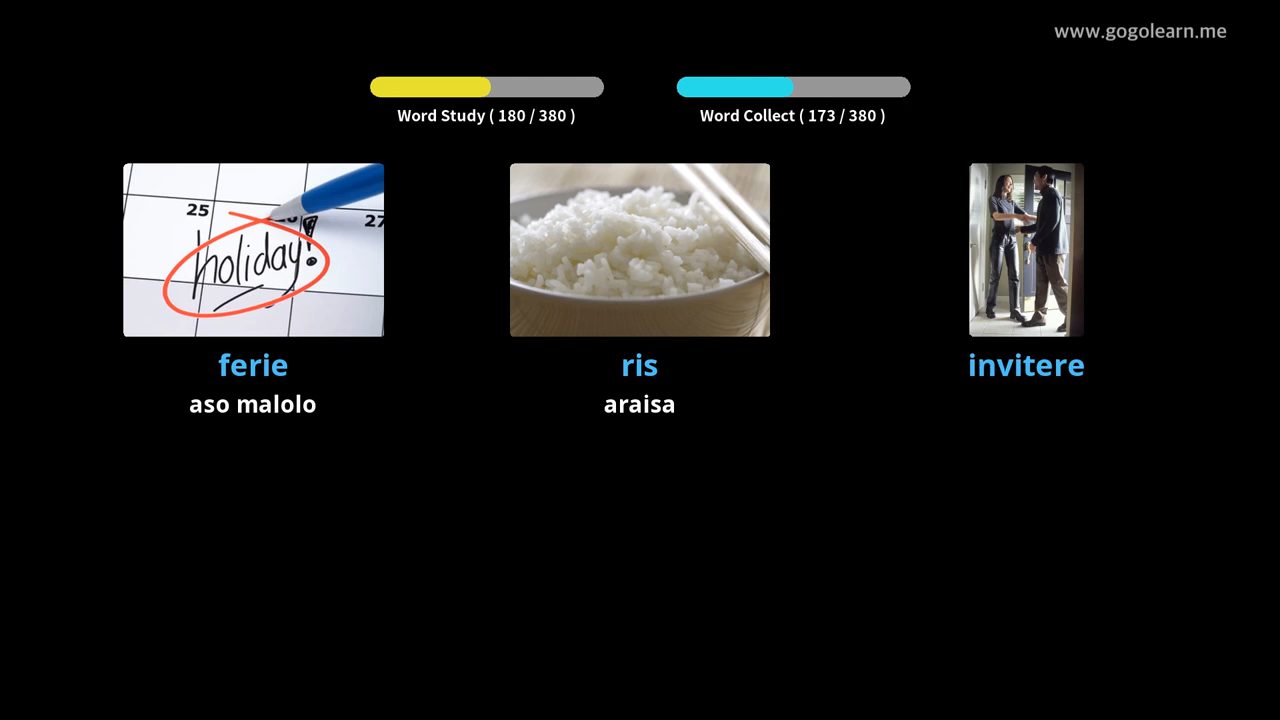 www.gogolearn.me
Word Study ( 180 / 380 )
Word Collect ( 173 / 380 )
25
27
holiday!
ferie
ris
invitere
aso malolo
araisa